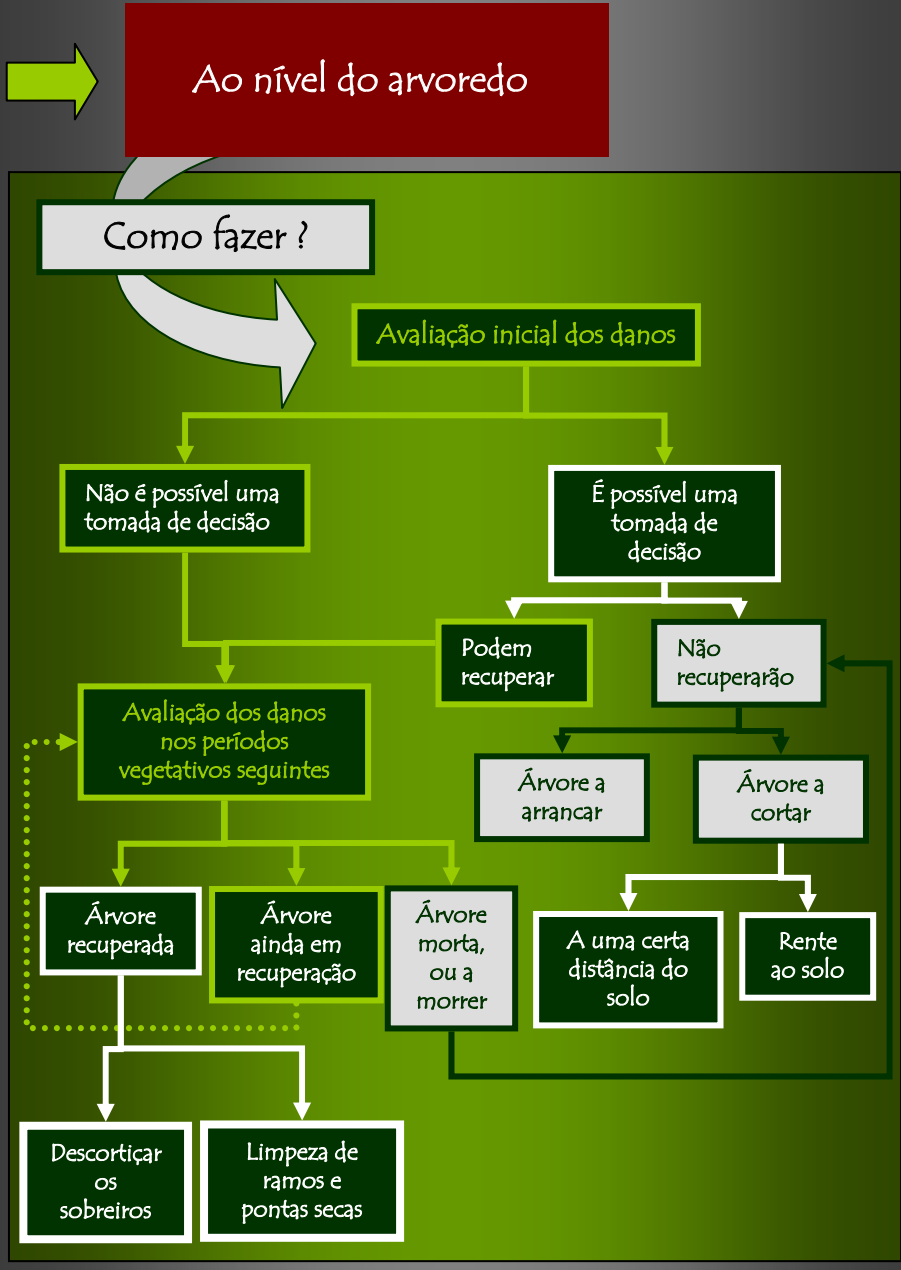 Ao nível do arvoredo
Como fazer ?
Avaliação inicial dos danos
Não é possível uma
tomada de decisão
É possível uma
tomada de
decisão
Podem
recuperar
Não
recuperarão
Avaliação dos danos
nos períodos
vegetativos seguintes
Árvore a
arrancar
Árvore a
cortar
Árvore
recuperada
Árvore
ainda em
recuperação
Árvore
morta,
ou a
morrer
A uma certa
distância do
solo
Rente
ao solo
Descortiçar
os
sobreiros
Limpeza de
ramos e
pontas secas